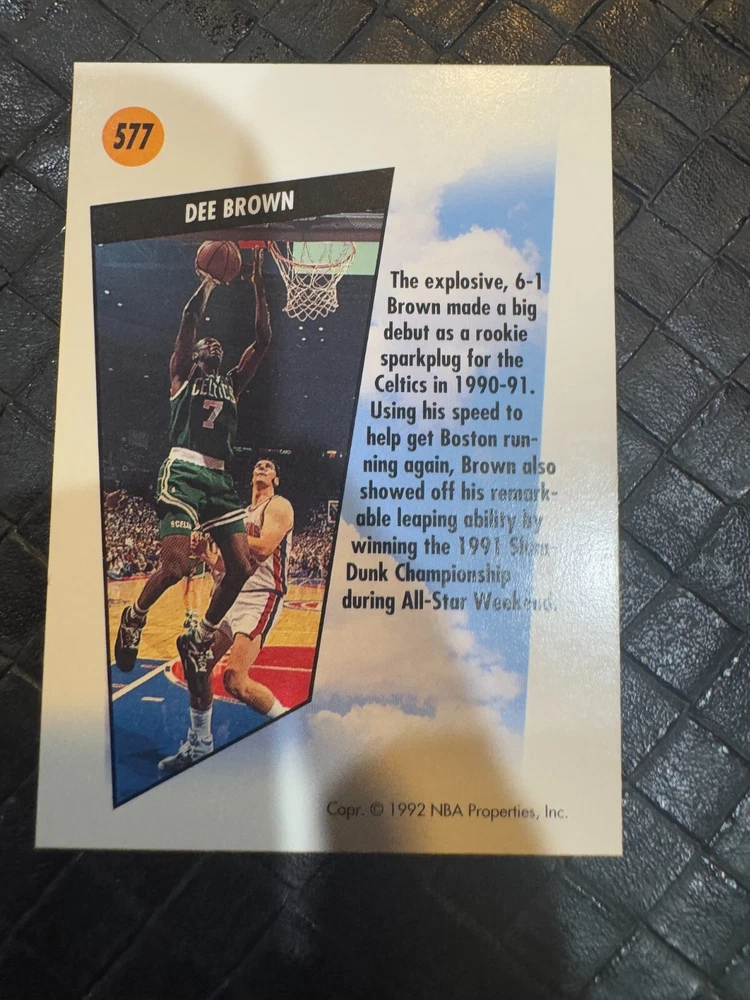 577
DEE BROWN
CELTICS
7
The explosive, 6-1
Brown made a big
debut as a rookie
sparkplug for the
Celtics in 1990-91.
Using his speed to
help get Boston run-
ning again, Brown also
showed off his remark-
able leaping ability by
winning the 1991 Slam-
Dunk Championship
during All-Star Weekend.
Copr. © 1992 NBA Properties, Inc.